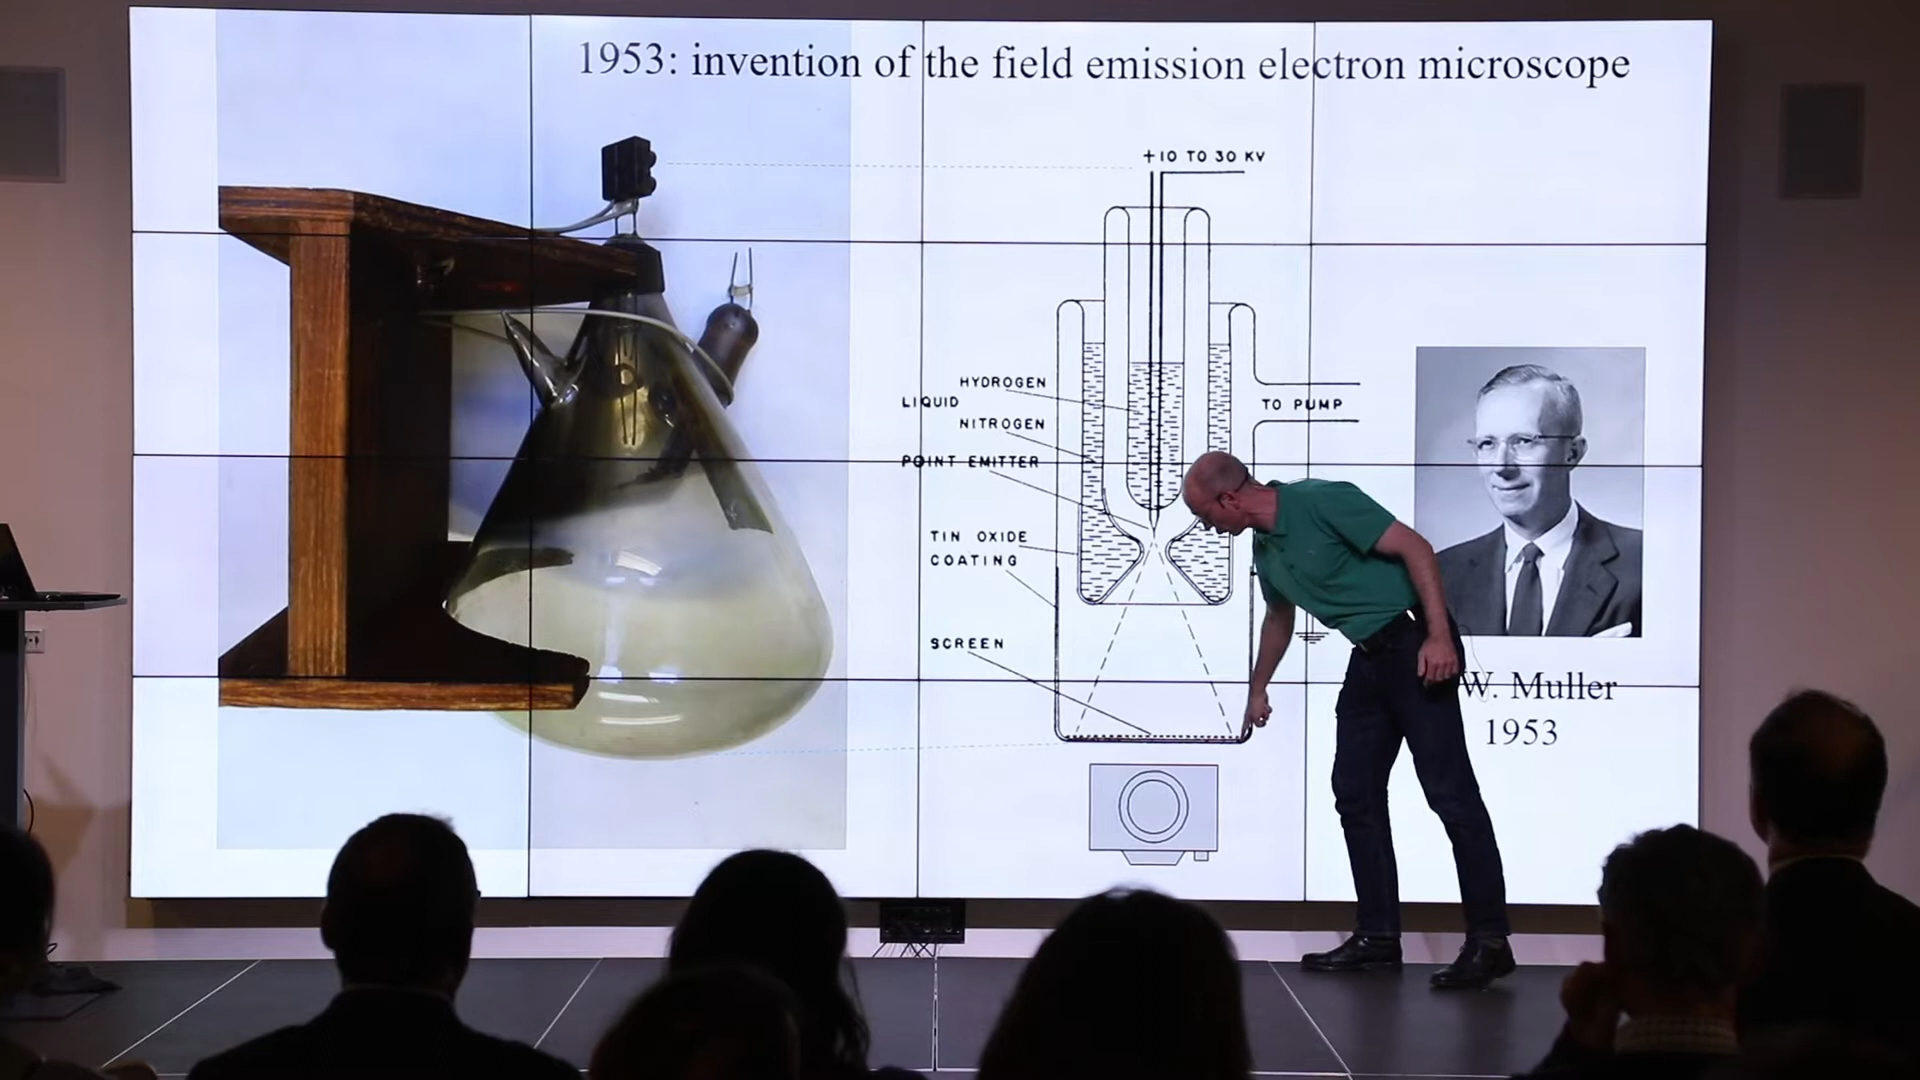 1953: invention of the field emission electron microscope
+10 TO 30 KV
HYDROGEN
LIQUID
NITROGEN
TO PUMP
POINT EMITTER
TIN OXIDE
COATING
SCREEN
W. Muller
1953